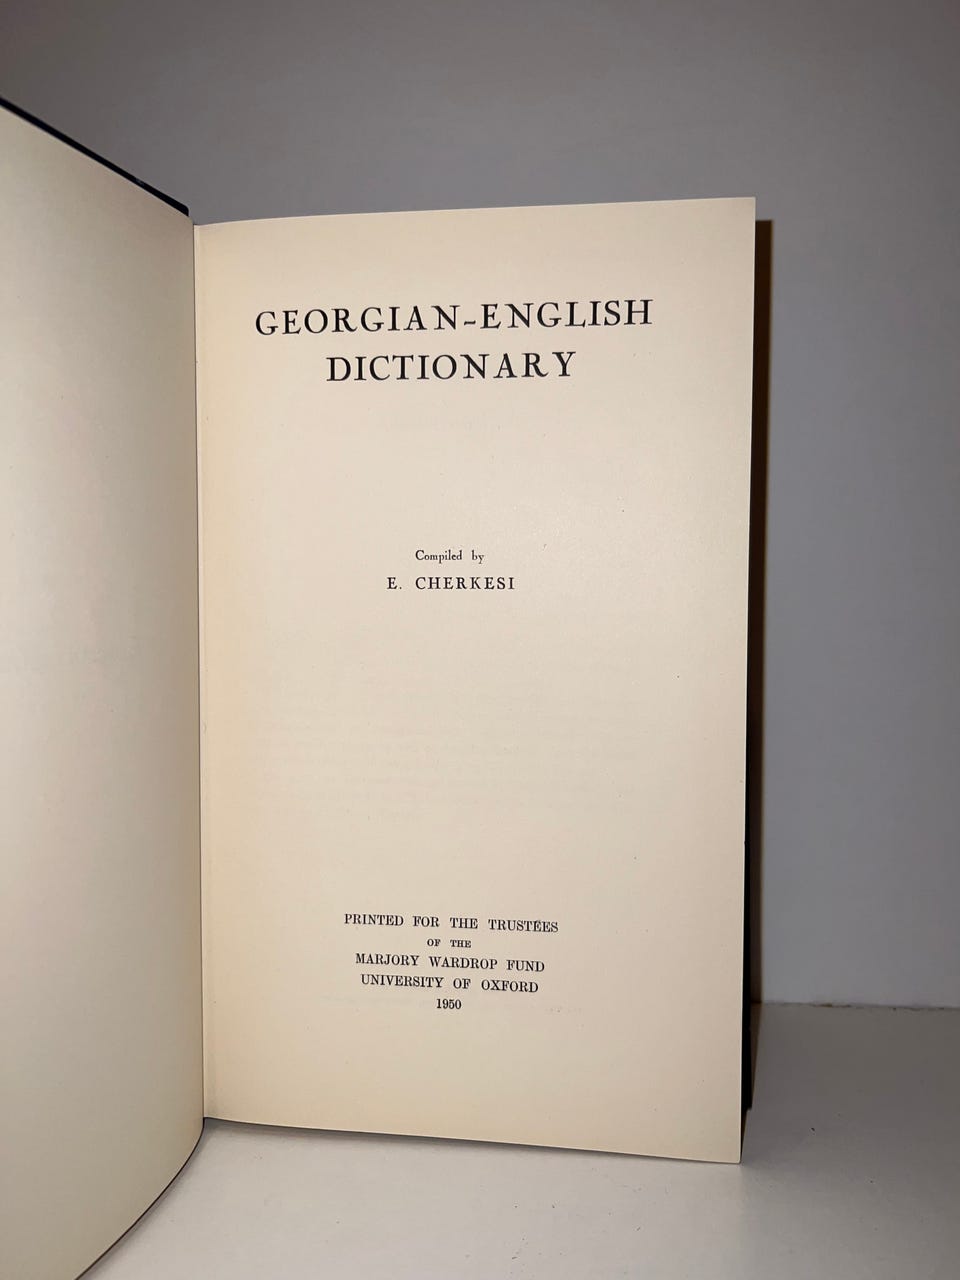 GEORGIAN-ENGLISH
DICTIONARY
Compiled by
E. CHERKESI
PRINTED FOR THE TRUSTEES
OF THE
MARJORY WARDROP FUND
UNIVERSITY OF OXFORD
1950